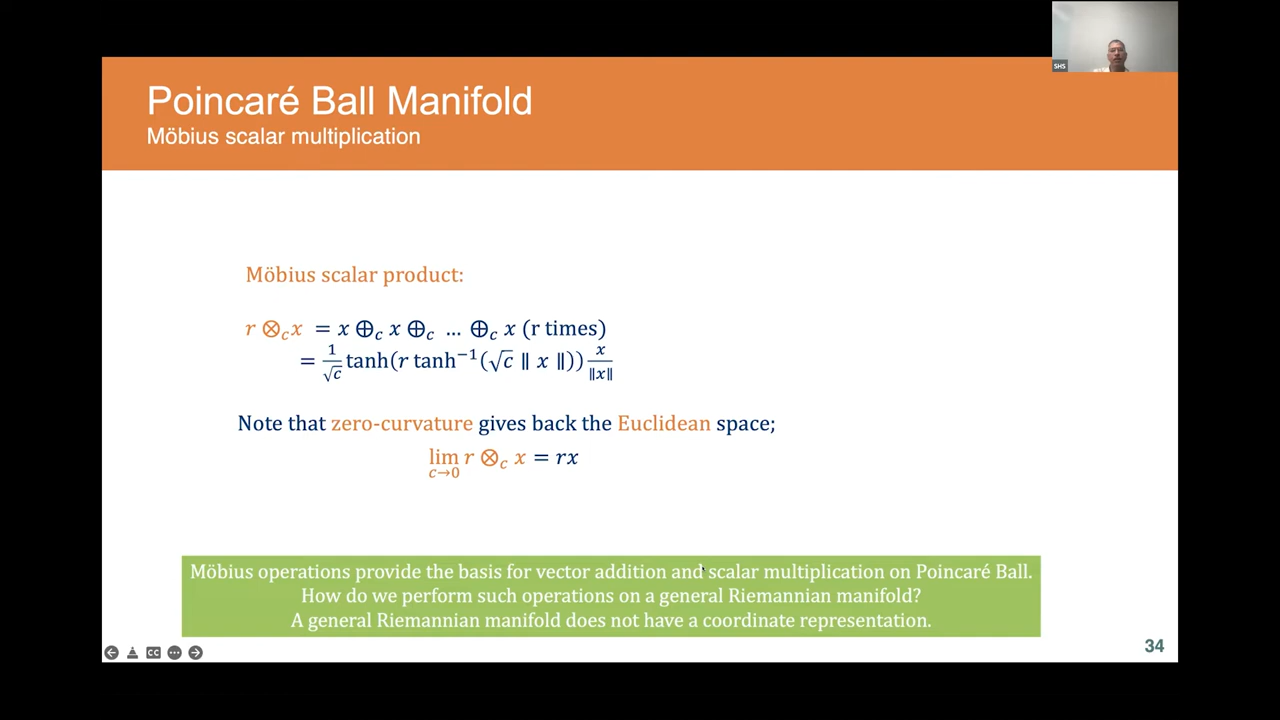 SHS
Poincaré Ball Manifold
Möbius scalar multiplication
Möbius scalar product:
r ⊗_c x = x ⊕_c x ⊕_c … ⊕_c x (r times)
= 1/√c tanh(r tanh⁻¹(√c ∥ x ∥)) x/∥x∥
Note that zero-curvature gives back the Euclidean space;
lim_{c→0} r ⊗_c x = rx
Möbius operations provide the basis for vector addition and scalar multiplication on Poincaré Ball.
How do we perform such operations on a general Riemannian manifold?
A general Riemannian manifold does not have a coordinate representation.
CC
34